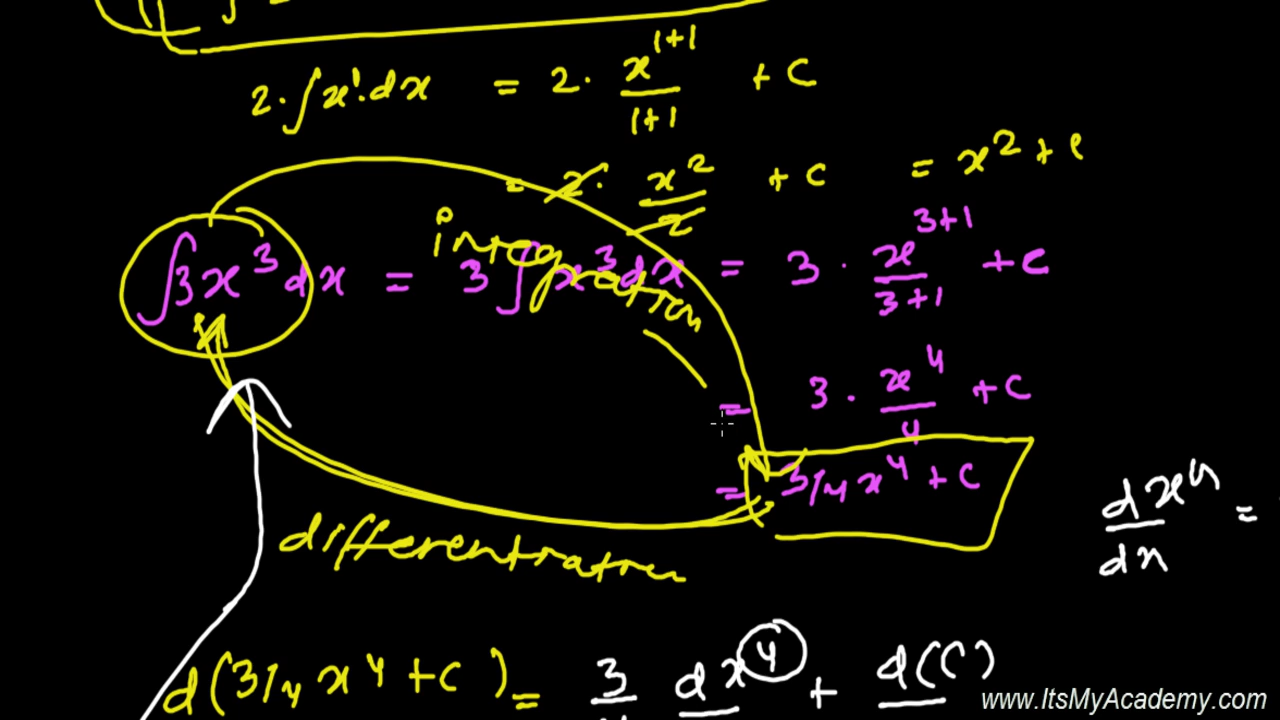 2·∫x¹·dx = 2· x^(1+1)/(1+1) + C
= 2· x²/2 + C = x² + c
integration
∫3x³dx = 3∫x³dx = 3 · x^(3+1)/(3+1) + c
= 3 · x⁴/4 + C
= 3/4 x⁴ + C
dx⁴/dx =
differentiation
d(3/4 x⁴ + C) = 3/4 dx⁴ + d(C)
www.ItsMyAcademy.com